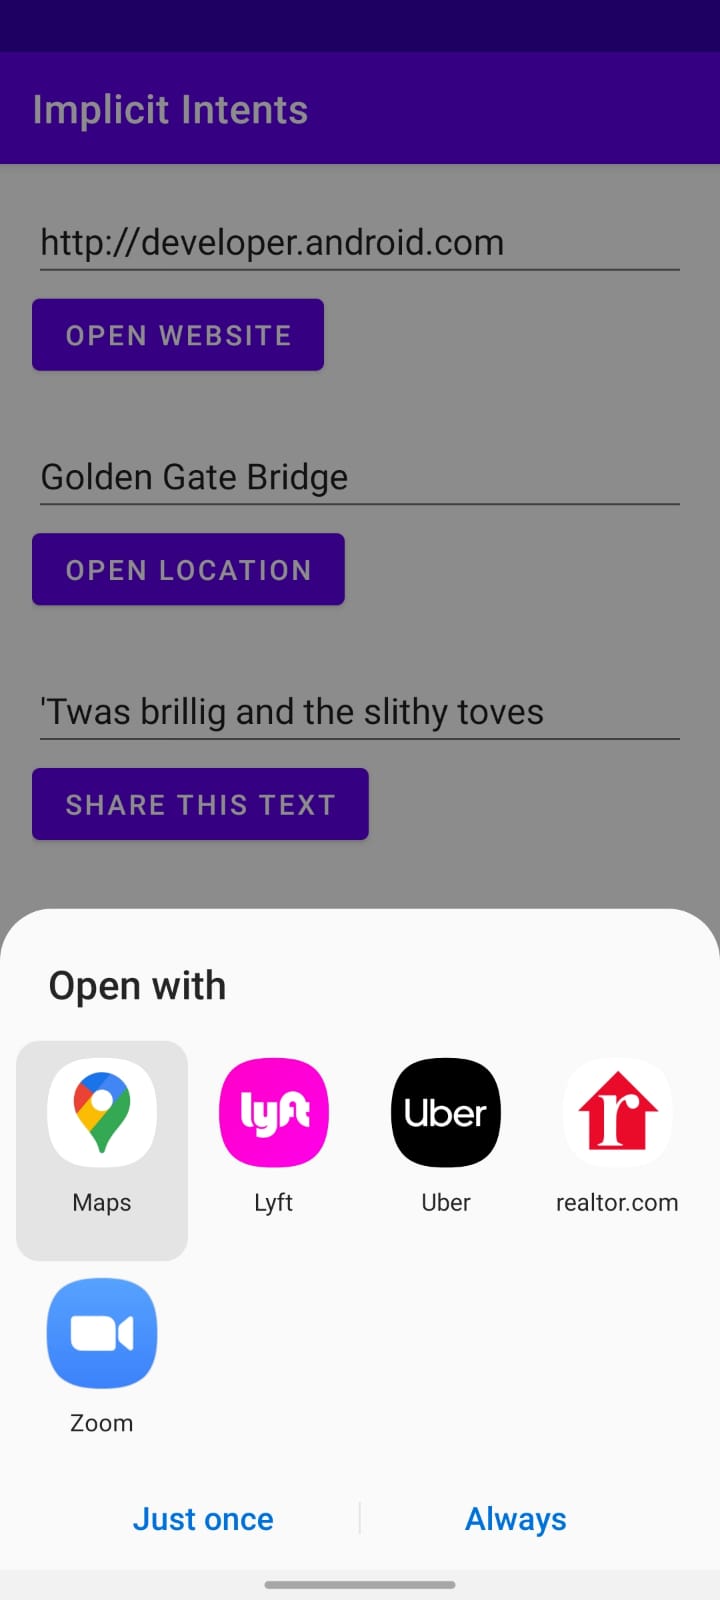 Implicit Intents
http://developer.android.com
OPEN WEBSITE
Golden Gate Bridge
OPEN LOCATION
'Twas brillig and the slithy toves
SHARE THIS TEXT
Open with
lyft
Uber
r
Maps
Lyft
Uber
realtor.com
Zoom
Just once
Always